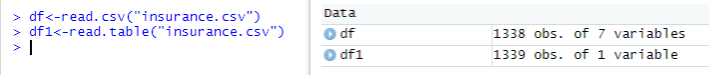 > df<-read.csv("insurance.csv")
> df1<-read.table("insurance.csv")
>
Data
df 1338 obs. of 7 variables
df1 1339 obs. of 1 variable